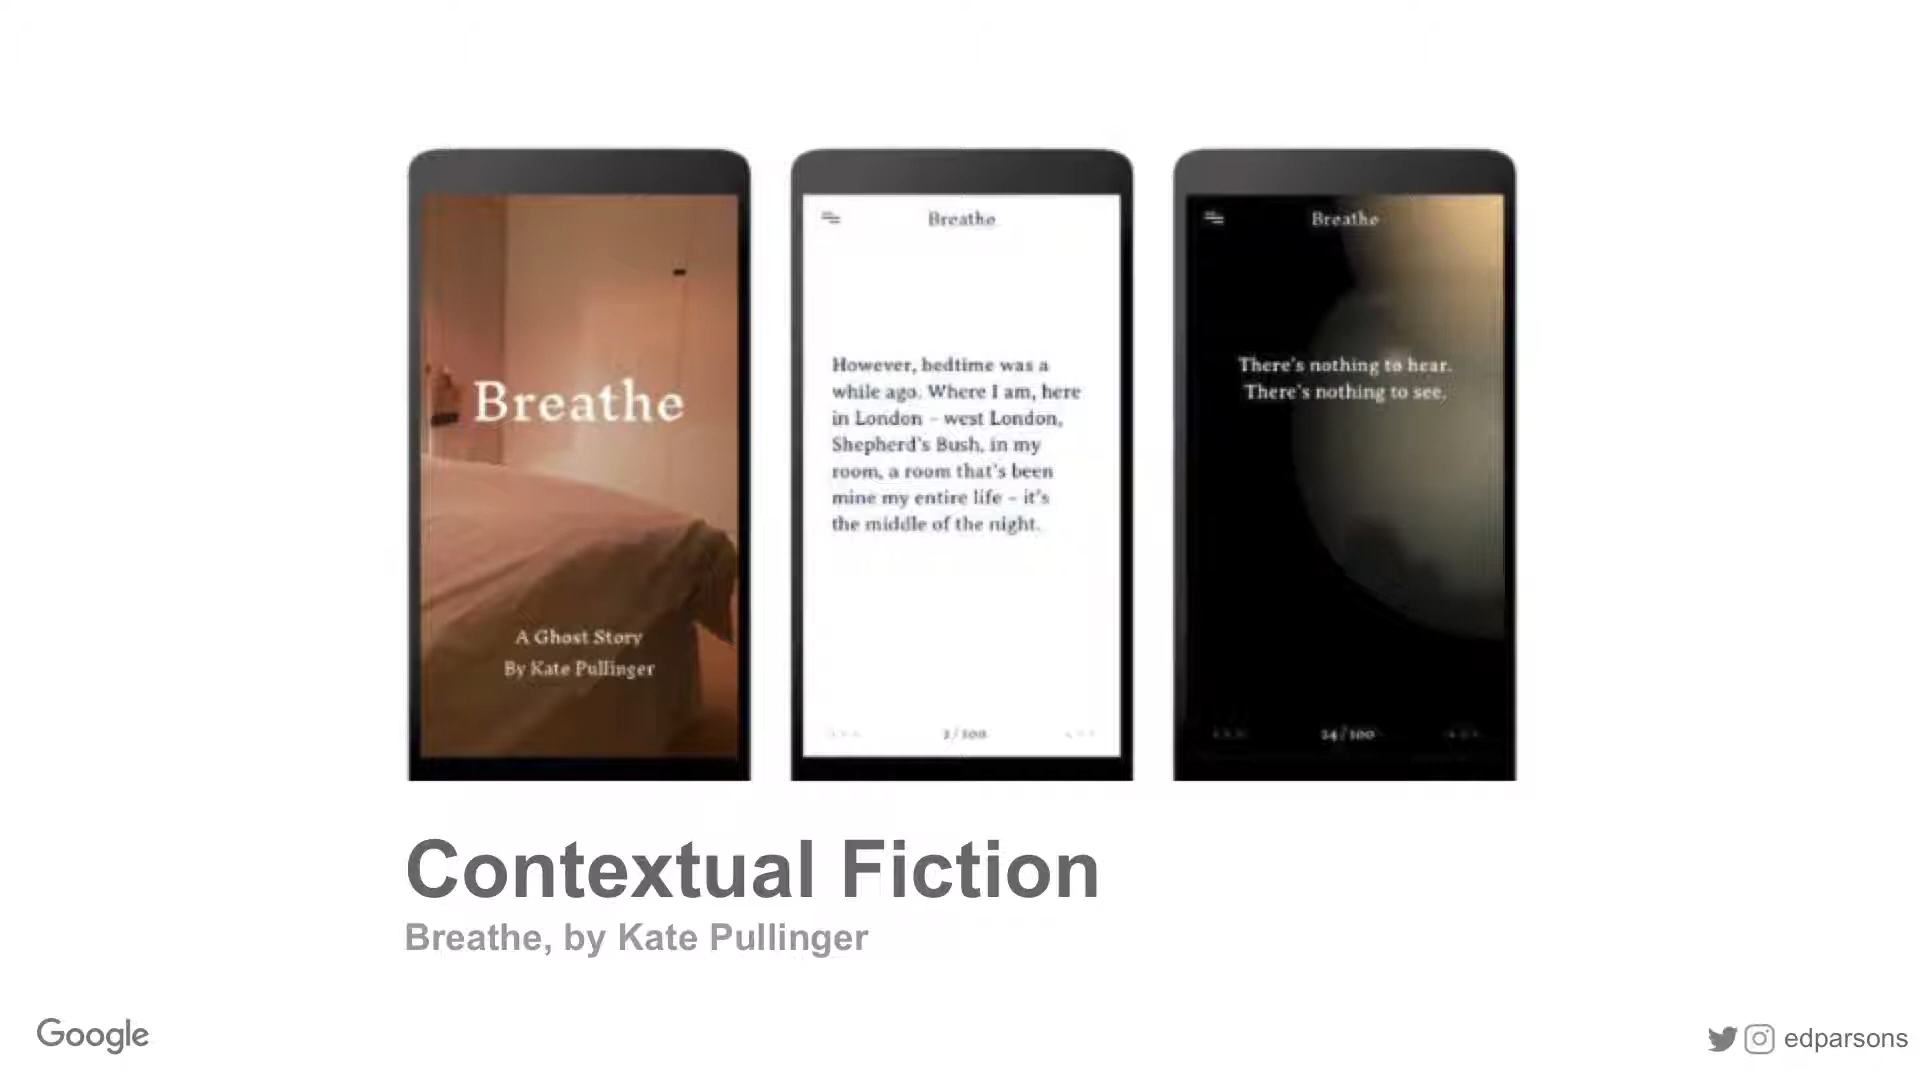 Breathe
A Ghost Story
By Kate Pullinger
Breathe
However, bedtime was a
while ago. Where I am, here
in London – west London,
Shepherd's Bush, in my
room, a room that's been
mine my entire life – it's
the middle of the night.
Breathe
There's nothing to hear.
There's nothing to see.
Contextual Fiction
Breathe, by Kate Pullinger
Google
edparsons